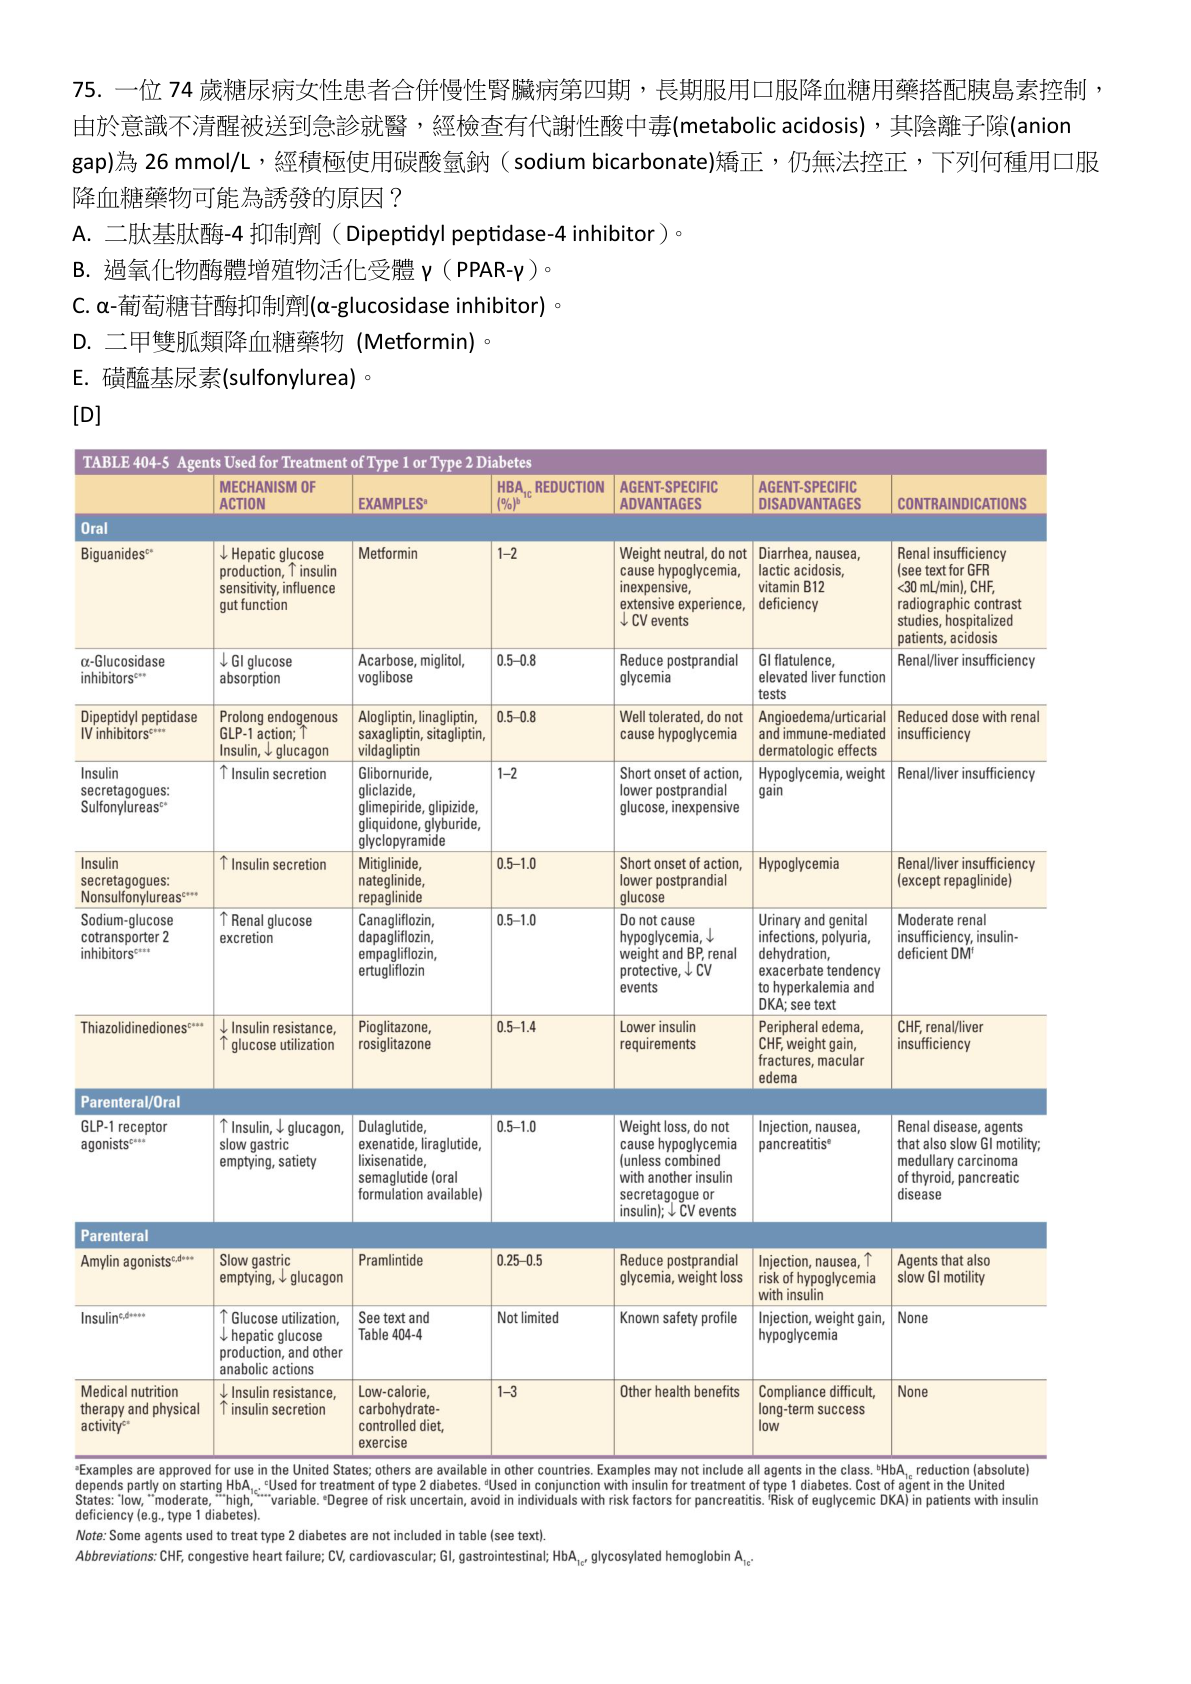 75.  一位 74 歲糖尿病女性患者合併慢性腎臟病第四期，長期服用口服降血糖用藥搭配胰島素控制，
由於意識不清醒被送到急診就醫，經檢查有代謝性酸中毒(metabolic acidosis)，其陰離子隙(anion
gap)為 26 mmol/L，經積極使用碳酸氫鈉（sodium bicarbonate)矯正，仍無法控正，下列何種用口服
降血糖藥物可能為誘發的原因？
A.  二肽基肽酶-4 抑制劑（Dipeptidyl peptidase-4 inhibitor）。
B.  過氧化物酶體增殖物活化受體 γ（PPAR-γ）。
C. α-葡萄糖苷酶抑制劑(α-glucosidase inhibitor)。
D.  二甲雙胍類降血糖藥物 (Metformin)。
E.  磺醯基尿素(sulfonylurea)。
[D]
TABLE 404-5 Agents Used for Treatment of Type 1 or Type 2 Diabetes
MECHANISM OF ACTION | EXAMPLESᵃ | HBA1C REDUCTION (%)ᵇ | AGENT-SPECIFIC ADVANTAGES | AGENT-SPECIFIC DISADVANTAGES | CONTRAINDICATIONS
Oral
Biguanidesᶜ* | ↓ Hepatic glucose production, ↑ insulin sensitivity, influence gut function | Metformin | 1–2 | Weight neutral, do not cause hypoglycemia, inexpensive, extensive experience, ↓ CV events | Diarrhea, nausea, lactic acidosis, vitamin B12 deficiency | Renal insufficiency (see text for GFR <30 mL/min), CHF, radiographic contrast studies, hospitalized patients, acidosis
α-Glucosidase inhibitorsᶜ** | ↓ GI glucose absorption | Acarbose, miglitol, voglibose | 0.5–0.8 | Reduce postprandial glycemia | GI flatulence, elevated liver function tests | Renal/liver insufficiency
Dipeptidyl peptidase IV inhibitorsᶜ*** | Prolong endogenous GLP-1 action; ↑ Insulin, ↓ glucagon | Alogliptin, linagliptin, saxagliptin, sitagliptin, vildagliptin | 0.5–0.8 | Well tolerated, do not cause hypoglycemia | Angioedema/urticarial and immune-mediated dermatologic effects | Reduced dose with renal insufficiency
Insulin secretagogues: Sulfonylureasᶜ* | ↑ Insulin secretion | Glibornuride, gliclazide, glimepiride, glipizide, gliquidone, glyburide, glyclopyramide | 1–2 | Short onset of action, lower postprandial glucose, inexpensive | Hypoglycemia, weight gain | Renal/liver insufficiency
Insulin secretagogues: Nonsulfonylureasᶜ*** | ↑ Insulin secretion | Mitiglinide, nateglinide, repaglinide | 0.5–1.0 | Short onset of action, lower postprandial glucose | Hypoglycemia | Renal/liver insufficiency (except repaglinide)
Sodium-glucose cotransporter 2 inhibitorsᶜ*** | ↑ Renal glucose excretion | Canagliflozin, dapagliflozin, empagliflozin, ertugliflozin | 0.5–1.0 | Do not cause hypoglycemia, ↓ weight and BP, renal protective, ↓ CV events | Urinary and genital infections, polyuria, dehydration, exacerbate tendency to hyperkalemia and DKA; see text | Moderate renal insufficiency, insulin-deficient DMᶠ
Thiazolidinedionesᶜ*** | ↓ Insulin resistance, ↑ glucose utilization | Pioglitazone, rosiglitazone | 0.5–1.4 | Lower insulin requirements | Peripheral edema, CHF, weight gain, fractures, macular edema | CHF, renal/liver insufficiency
Parenteral/Oral
GLP-1 receptor agonistsᶜ*** | ↑ Insulin, ↓ glucagon, slow gastric emptying, satiety | Dulaglutide, exenatide, liraglutide, lixisenatide, semaglutide (oral formulation available) | 0.5–1.0 | Weight loss, do not cause hypoglycemia (unless combined with another insulin secretagogue or insulin); ↓ CV events | Injection, nausea, pancreatitisᵉ | Renal disease, agents that also slow GI motility; medullary carcinoma of thyroid, pancreatic disease
Parenteral
Amylin agonistsᶜ,ᵈ*** | Slow gastric emptying, ↓ glucagon | Pramlintide | 0.25–0.5 | Reduce postprandial glycemia, weight loss | Injection, nausea, ↑ risk of hypoglycemia with insulin | Agents that also slow GI motility
Insulinᶜ,ᵈ**** | ↑ Glucose utilization, ↓ hepatic glucose production, and other anabolic actions | See text and Table 404-4 | Not limited | Known safety profile | Injection, weight gain, hypoglycemia | None
Medical nutrition therapy and physical activityᶜ* | ↓ Insulin resistance, ↑ insulin secretion | Low-calorie, carbohydrate-controlled diet, exercise | 1–3 | Other health benefits | Compliance difficult, long-term success low | None
ᵃExamples are approved for use in the United States; others are available in other countries. Examples may not include all agents in the class. ᵇHbA1c reduction (absolute)
depends partly on starting HbA1c. ᶜUsed for treatment of type 2 diabetes. ᵈUsed in conjunction with insulin for treatment of type 1 diabetes. Cost of agent in the United
States: *low, **moderate, ***high, ****variable. ᵉDegree of risk uncertain, avoid in individuals with risk factors for pancreatitis. ᶠRisk of euglycemic DKA) in patients with insulin
deficiency (e.g., type 1 diabetes).
Note: Some agents used to treat type 2 diabetes are not included in table (see text).
Abbreviations: CHF, congestive heart failure; CV, cardiovascular; GI, gastrointestinal; HbA1c, glycosylated hemoglobin A1c.